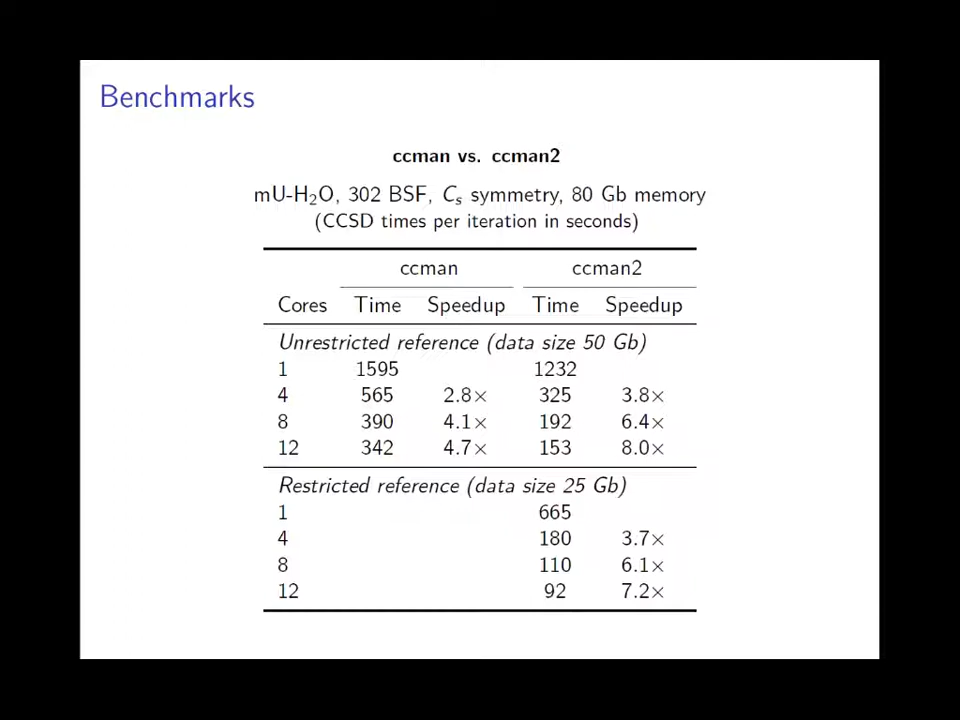 Benchmarks
ccman vs. ccman2
mU-H₂O, 302 BSF, Cₛ symmetry, 80 Gb memory
(CCSD times per iteration in seconds)
ccman ccman2
Cores Time Speedup Time Speedup
Unrestricted reference (data size 50 Gb)
1 1595 1232
4 565 2.8× 325 3.8×
8 390 4.1× 192 6.4×
12 342 4.7× 153 8.0×
Restricted reference (data size 25 Gb)
1 665
4 180 3.7×
8 110 6.1×
12 92 7.2×